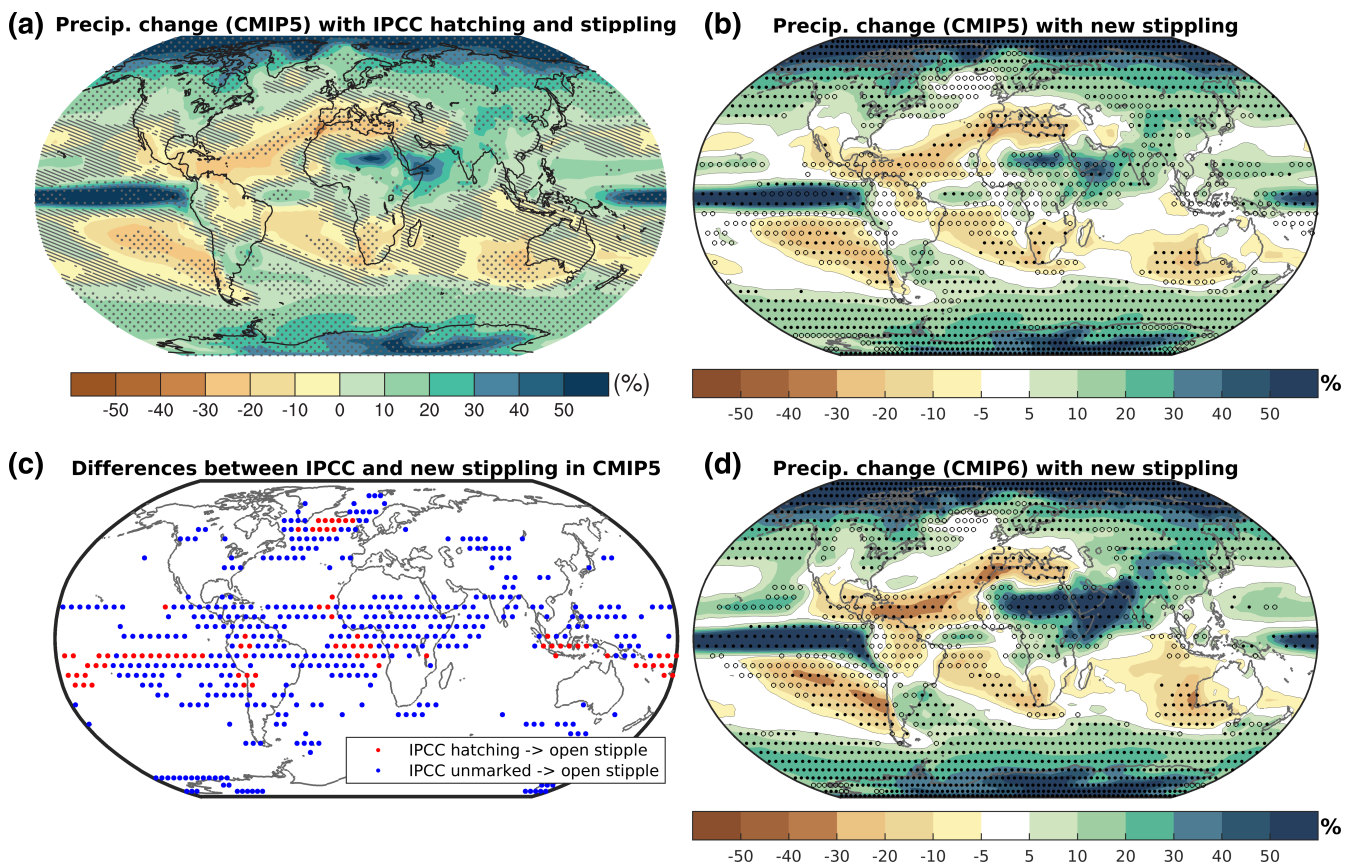 (a) Precip. change (CMIP5) with IPCC hatching and stippling
-50 -40 -30 -20 -10 0 10 20 30 40 50 (%)
(b) Precip. change (CMIP5) with new stippling
-50 -40 -30 -20 -10 -5 5 10 20 30 40 50 %
(c) Differences between IPCC and new stippling in CMIP5
IPCC hatching -> open stipple
IPCC unmarked -> open stipple
(d) Precip. change (CMIP6) with new stippling
-50 -40 -30 -20 -10 -5 5 10 20 30 40 50 %